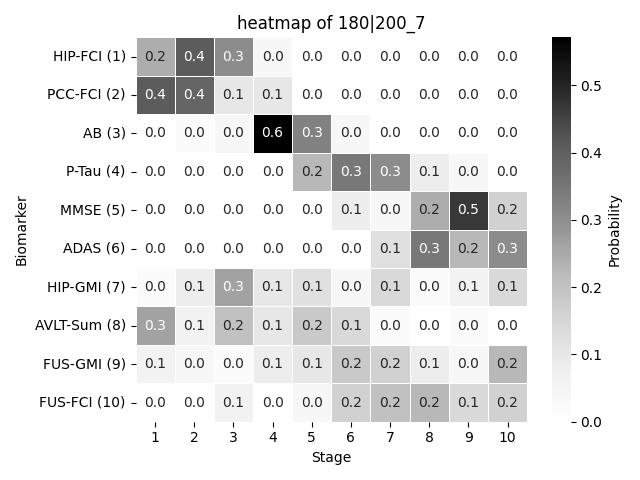 heatmap of 180|200_7
HIP-FCI (1) 0.2 0.4 0.3 0.0 0.0 0.0 0.0 0.0 0.0 0.0
PCC-FCI (2) 0.4 0.4 0.1 0.1 0.0 0.0 0.0 0.0 0.0 0.0
AB (3) 0.0 0.0 0.0 0.6 0.3 0.0 0.0 0.0 0.0 0.0
P-Tau (4) 0.0 0.0 0.0 0.0 0.2 0.3 0.3 0.1 0.0 0.0
MMSE (5) 0.0 0.0 0.0 0.0 0.0 0.1 0.0 0.2 0.5 0.2
ADAS (6) 0.0 0.0 0.0 0.0 0.0 0.0 0.1 0.3 0.2 0.3
HIP-GMI (7) 0.0 0.1 0.3 0.1 0.1 0.0 0.1 0.0 0.1 0.1
AVLT-Sum (8) 0.3 0.1 0.2 0.1 0.2 0.1 0.0 0.0 0.0 0.0
FUS-GMI (9) 0.1 0.0 0.0 0.1 0.1 0.2 0.2 0.1 0.0 0.2
FUS-FCI (10) 0.0 0.0 0.1 0.0 0.0 0.2 0.2 0.2 0.1 0.2
1 2 3 4 5 6 7 8 9 10
Stage
Biomarker
0.5
0.4
0.3
0.2
0.1
0.0
Probability